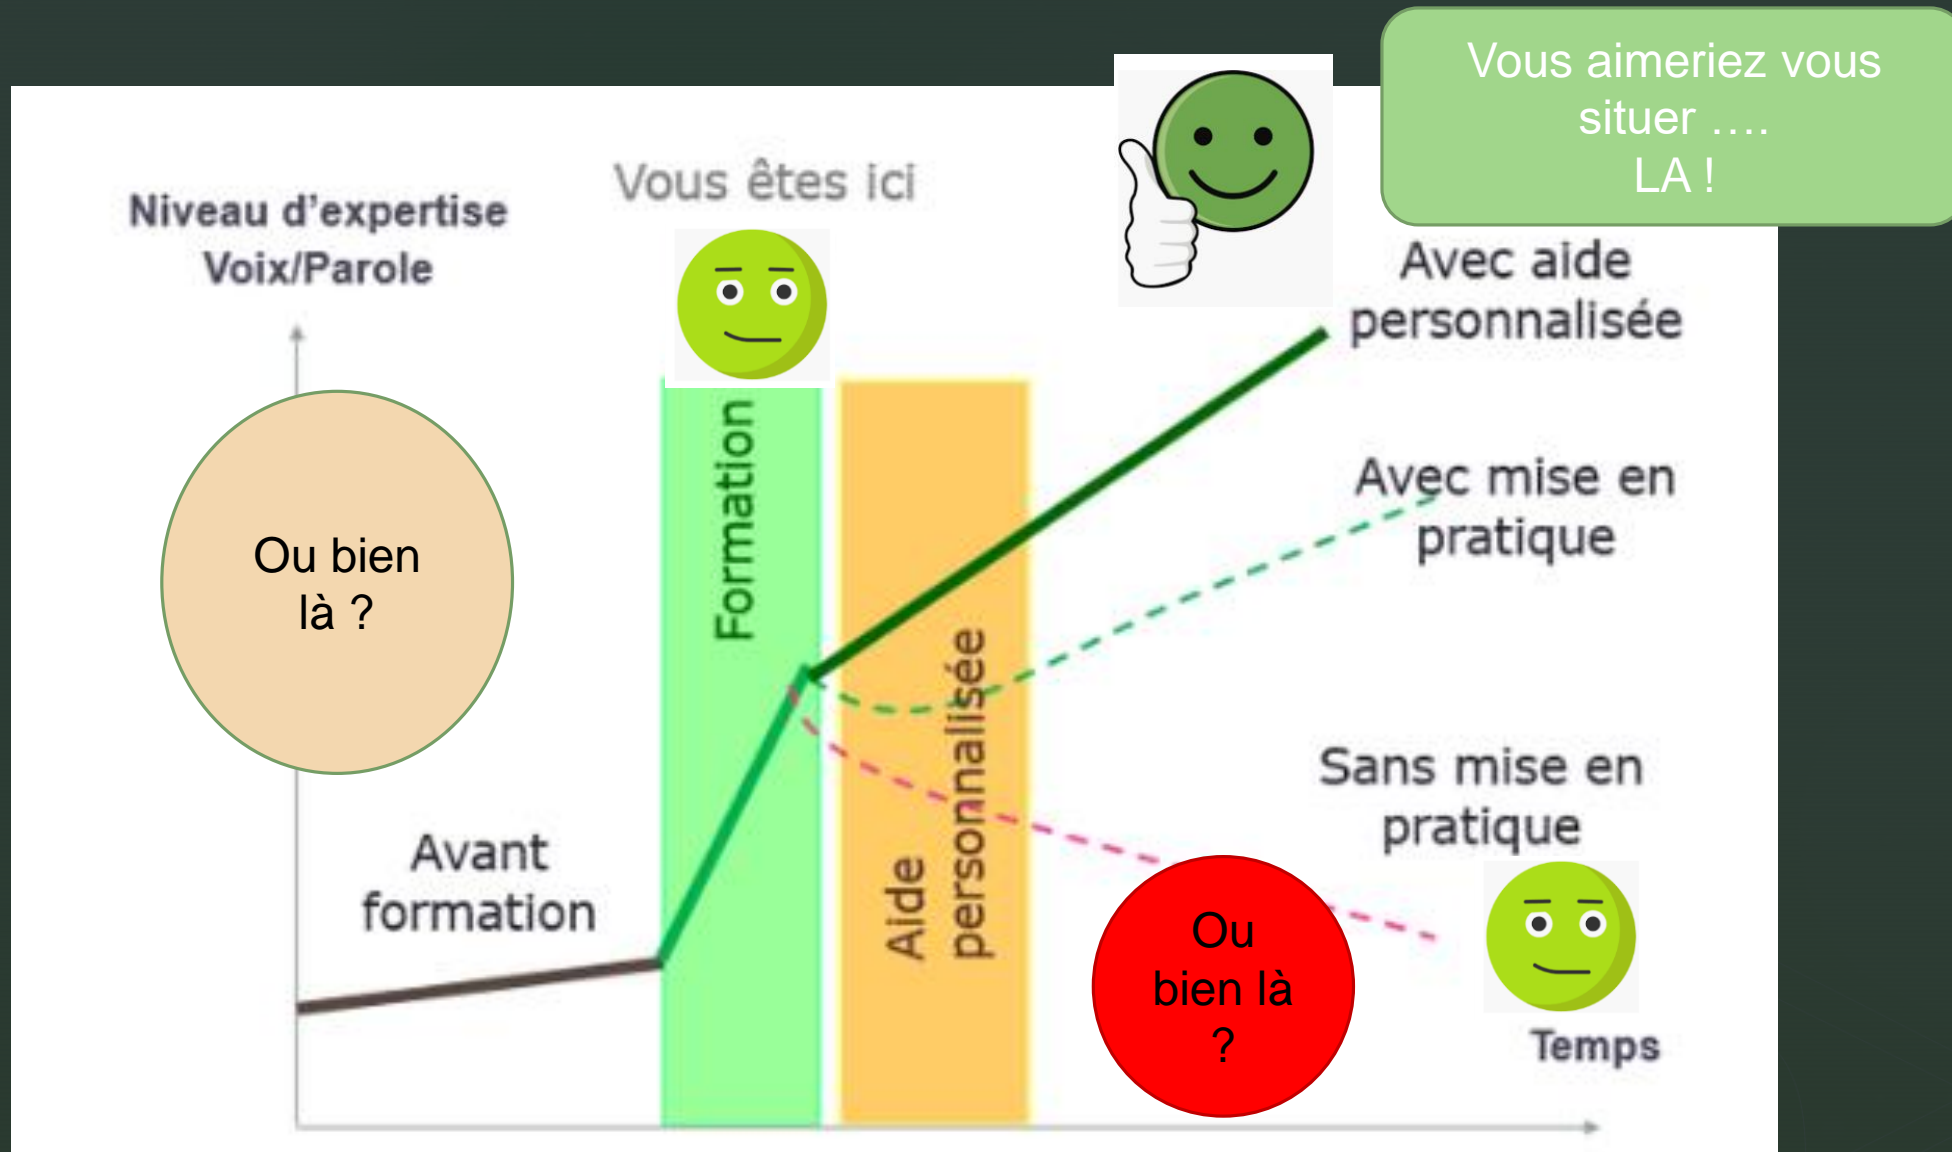 Vous aimeriez vous
situer ....
LA !
Vous êtes ici
Niveau d'expertise
Voix/Parole
Avec aide
personnalisée
Formation
Avec mise en
pratique
Ou bien
là ?
Aide
personnalisée
Sans mise en
pratique
Avant
formation
Ou
bien là
?
Temps